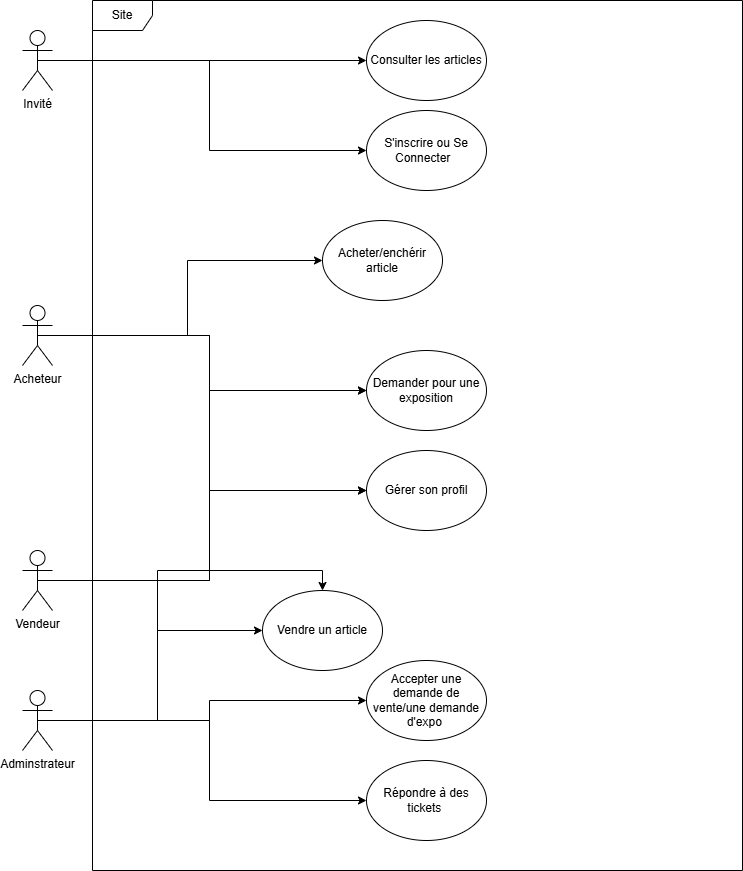 Site
Consulter les articles
Invité
S'inscrire ou Se
Connecter
Acheter/enchérir
article
Acheteur
Demander pour une
exposition
Gérer son profil
Vendeur
Vendre un article
Accepter une
demande de
vente/une demande
d'expo
Adminstrateur
Répondre à des
tickets